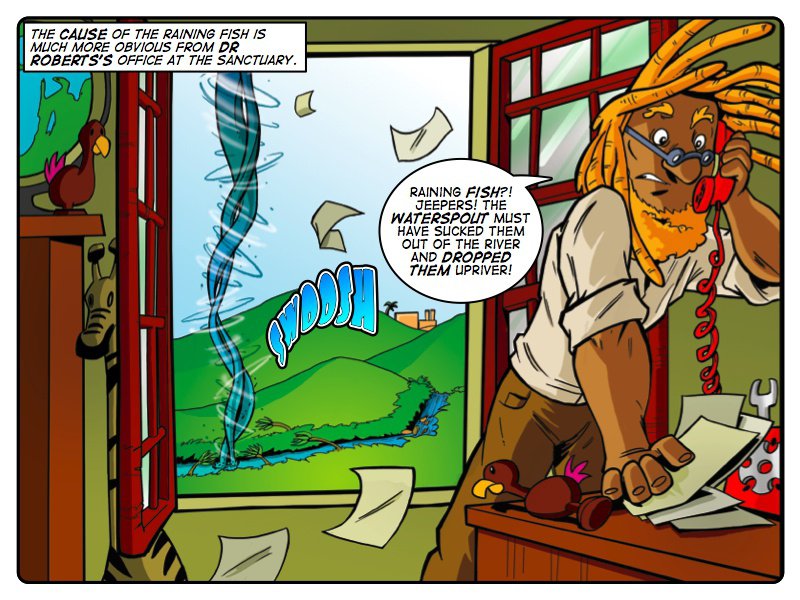 THE CAUSE OF THE RAINING FISH IS
MUCH MORE OBVIOUS FROM DR
ROBERTS'S OFFICE AT THE SANCTUARY.
RAINING FISH?!
JEEPERS! THE
WATERSPOUT MUST
HAVE SUCKED THEM
OUT OF THE RIVER
AND DROPPED
THEM UPRIVER!
SWOOSH